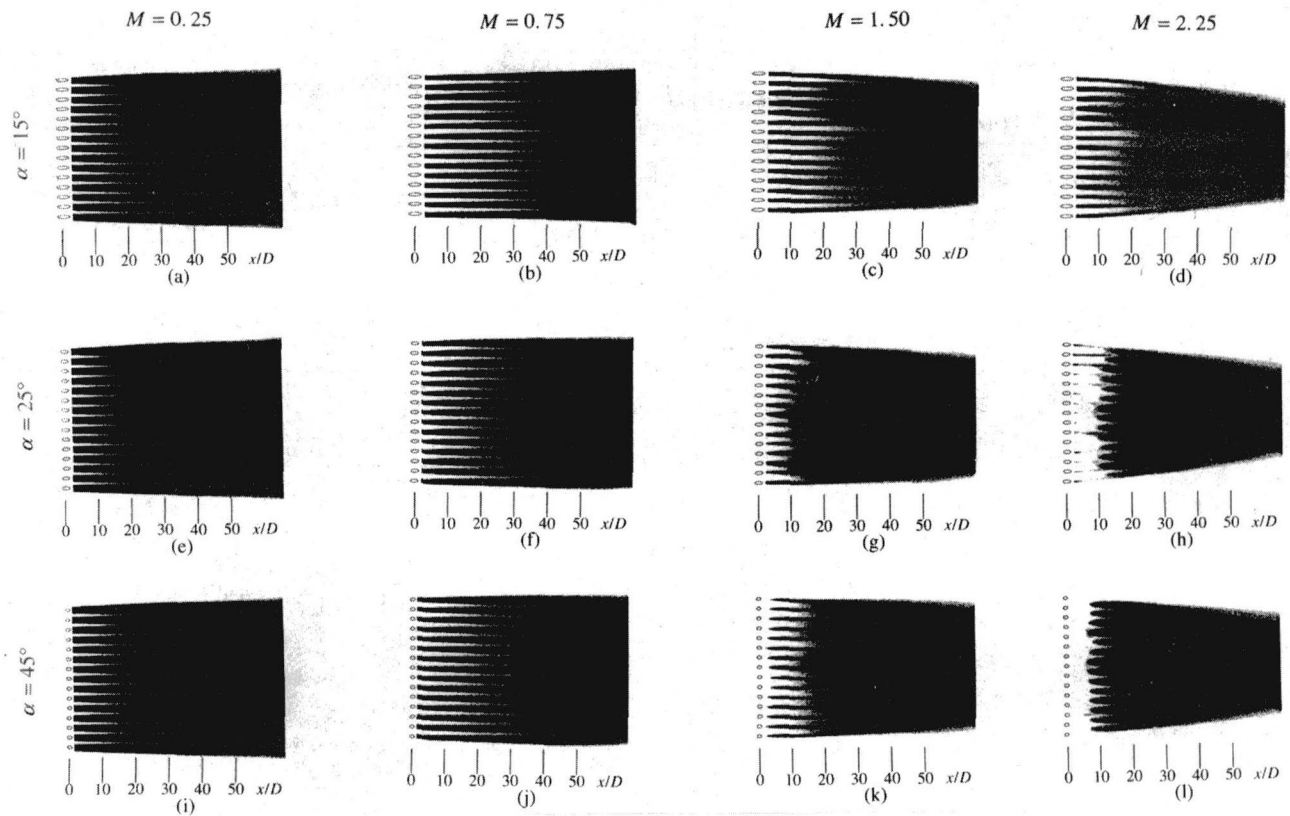 M = 0.25 M = 0.75 M = 1.50 M = 2.25
α = 15°
0 10 20 30 40 50 x/D 0 10 20 30 40 50 x/D 0 10 20 30 40 50 x/D 0 10 20 30 40 50 x/D
(a) (b) (c) (d)
α = 25°
0 10 20 30 40 50 x/D 0 10 20 30 40 50 x/D 0 10 20 30 40 50 x/D 0 10 20 30 40 50 x/D
(e) (f) (g) (h)
α = 45°
0 10 20 30 40 50 x/D 0 10 20 30 40 50 x/D 0 10 20 30 40 50 x/D 0 10 20 30 40 50 x/D
(i) (j) (k) (l)